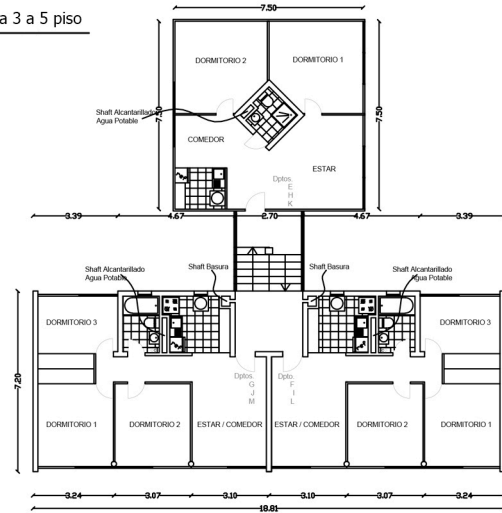 a 3 a 5 piso
7.50
DORMITORIO 2
DORMITORIO 1
7.50
7.50
Shaft Alcantarillado
Agua Potable
COMEDOR
ESTAR
Dptos.
E
H
K
3.39
4.67
2.70
4.67
3.39
Shaft Alcantarillado
Agua Potable
Shaft Basura
Shaft Basura
Shaft Alcantarillado
Agua Potable
DORMITORIO 3
DORMITORIO 3
7.20
Dptos.
G
J
M
Dpto.
F
I
L
DORMITORIO 1
DORMITORIO 2
ESTAR / COMEDOR
ESTAR / COMEDOR
DORMITORIO 2
DORMITORIO 1
3.24
3.07
3.10
3.10
3.07
3.24
18.81